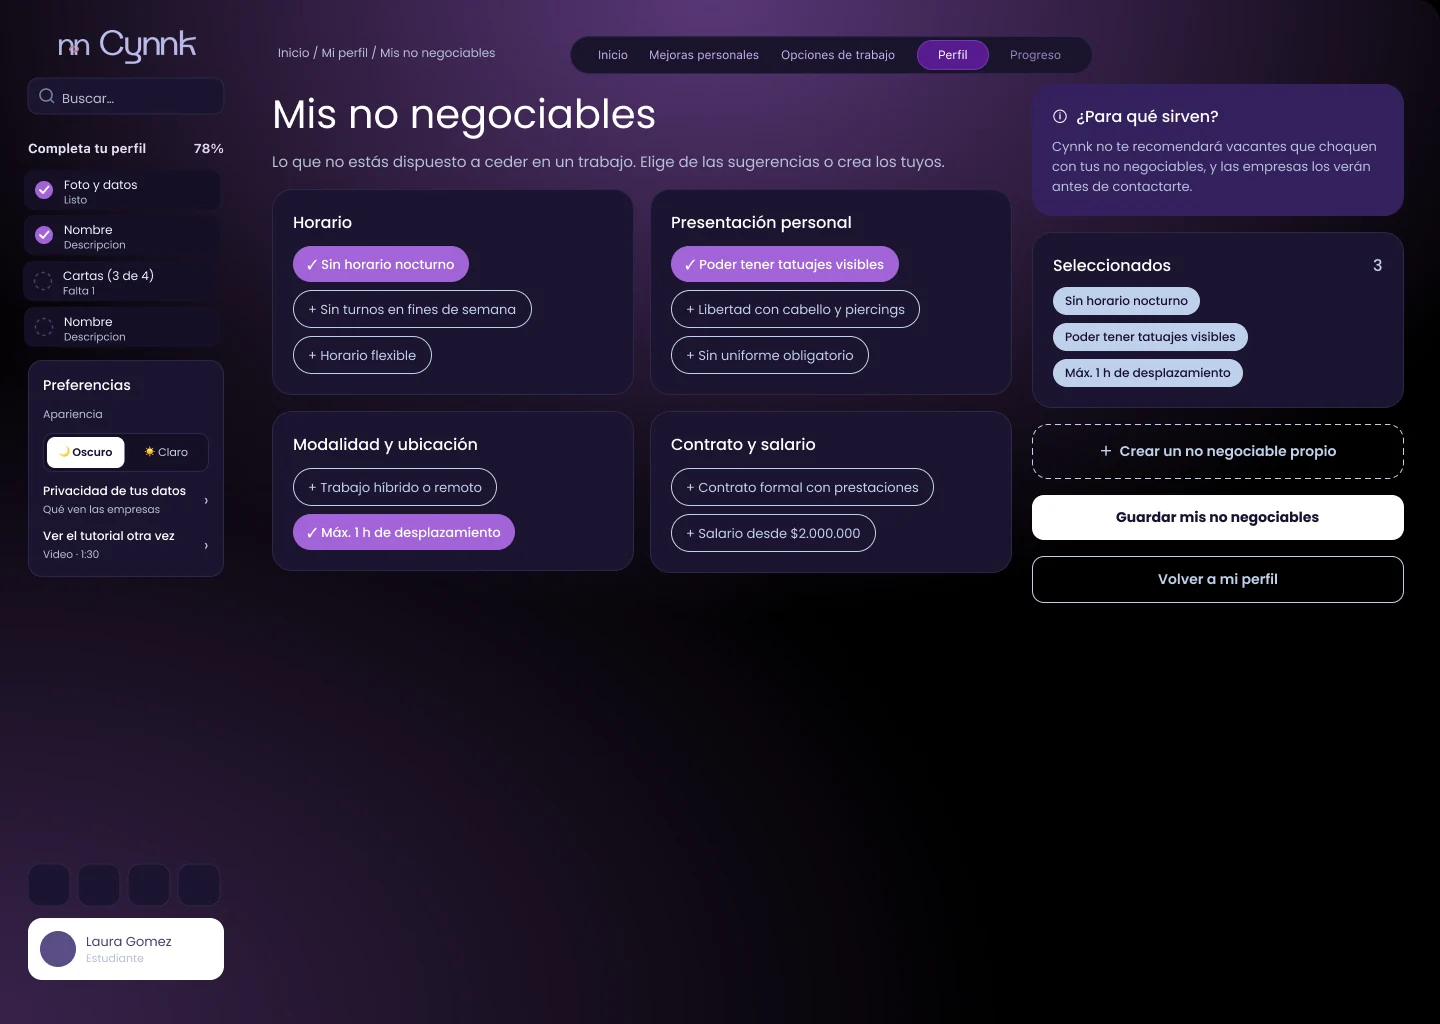 Cynnk
Buscar...
Completa tu perfil 78%
Foto y datos
Listo
Nombre
Descripcion
Cartas (3 de 4)
Falta 1
Nombre
Descripcion
Preferencias
Apariencia
🌙 Oscuro ☀️ Claro
Privacidad de tus datos ›
Qué ven las empresas
Ver el tutorial otra vez ›
Video · 1:30
Laura Gomez
Estudiante
Inicio / Mi perfil / Mis no negociables
Inicio Mejoras personales Opciones de trabajo Perfil Progreso
Mis no negociables
Lo que no estás dispuesto a ceder en un trabajo. Elige de las sugerencias o crea los tuyos.
Horario
✓ Sin horario nocturno
+ Sin turnos en fines de semana
+ Horario flexible
Presentación personal
✓ Poder tener tatuajes visibles
+ Libertad con cabello y piercings
+ Sin uniforme obligatorio
Modalidad y ubicación
+ Trabajo híbrido o remoto
✓ Máx. 1 h de desplazamiento
Contrato y salario
+ Contrato formal con prestaciones
+ Salario desde $2.000.000
¿Para qué sirven?
Cynnk no te recomendará vacantes que choquen
con tus no negociables, y las empresas los verán
antes de contactarte.
Seleccionados 3
Sin horario nocturno
Poder tener tatuajes visibles
Máx. 1 h de desplazamiento
+ Crear un no negociable propio
Guardar mis no negociables
Volver a mi perfil